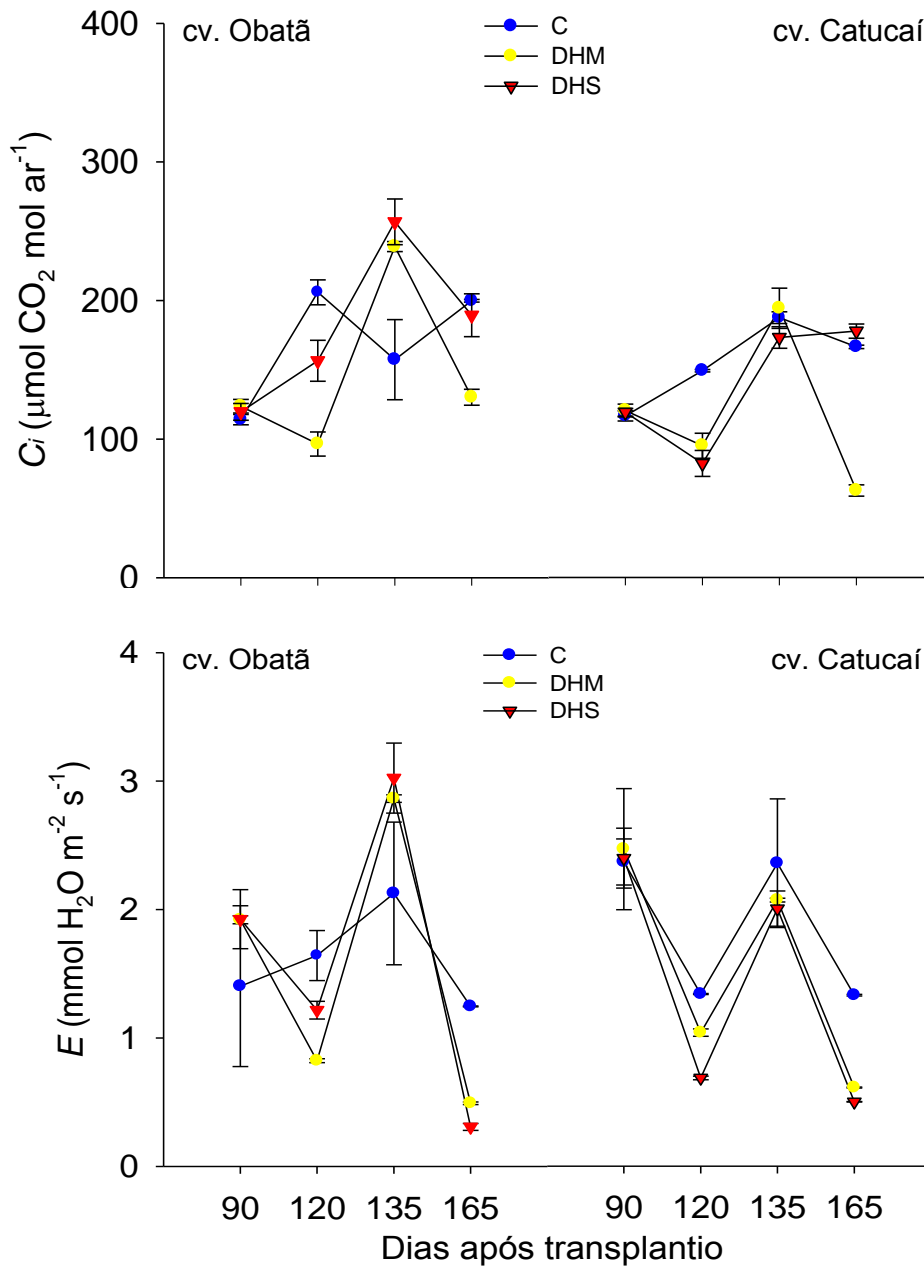 cv. Obatã
cv. Catucaí
C
DHM
DHS
400
300
200
100
0
Ci (µmol CO2 mol ar-1)
cv. Obatã
cv. Catucaí
C
DHM
DHS
4
3
2
1
0
E (mmol H2O m-2 s-1)
90 120 135 165 90 120 135 165
Dias após transplantio